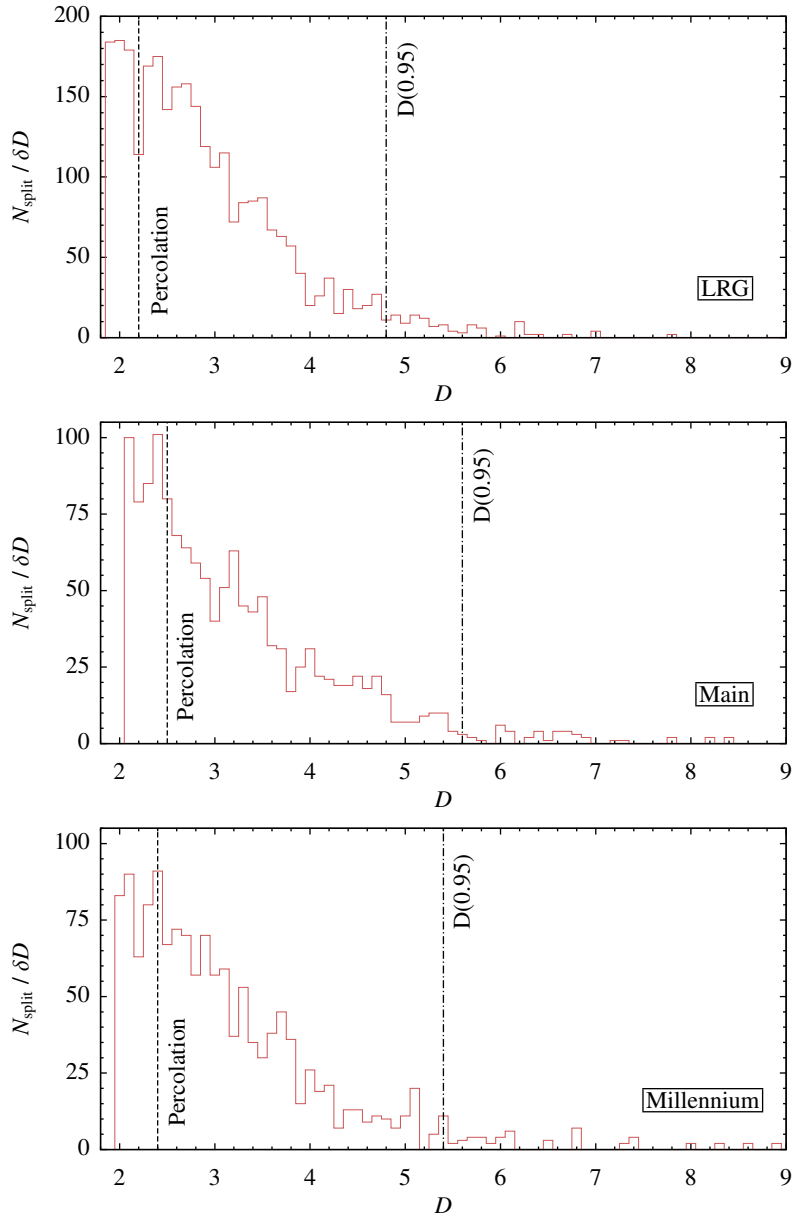 200
150
100
50
0
N_split / δD
Percolation
D(0.95)
LRG
2 3 4 5 6 7 8 9
D
100
75
50
25
0
N_split / δD
Percolation
D(0.95)
Main
2 3 4 5 6 7 8 9
D
100
75
50
25
0
N_split / δD
Percolation
D(0.95)
Millennium
2 3 4 5 6 7 8 9
D